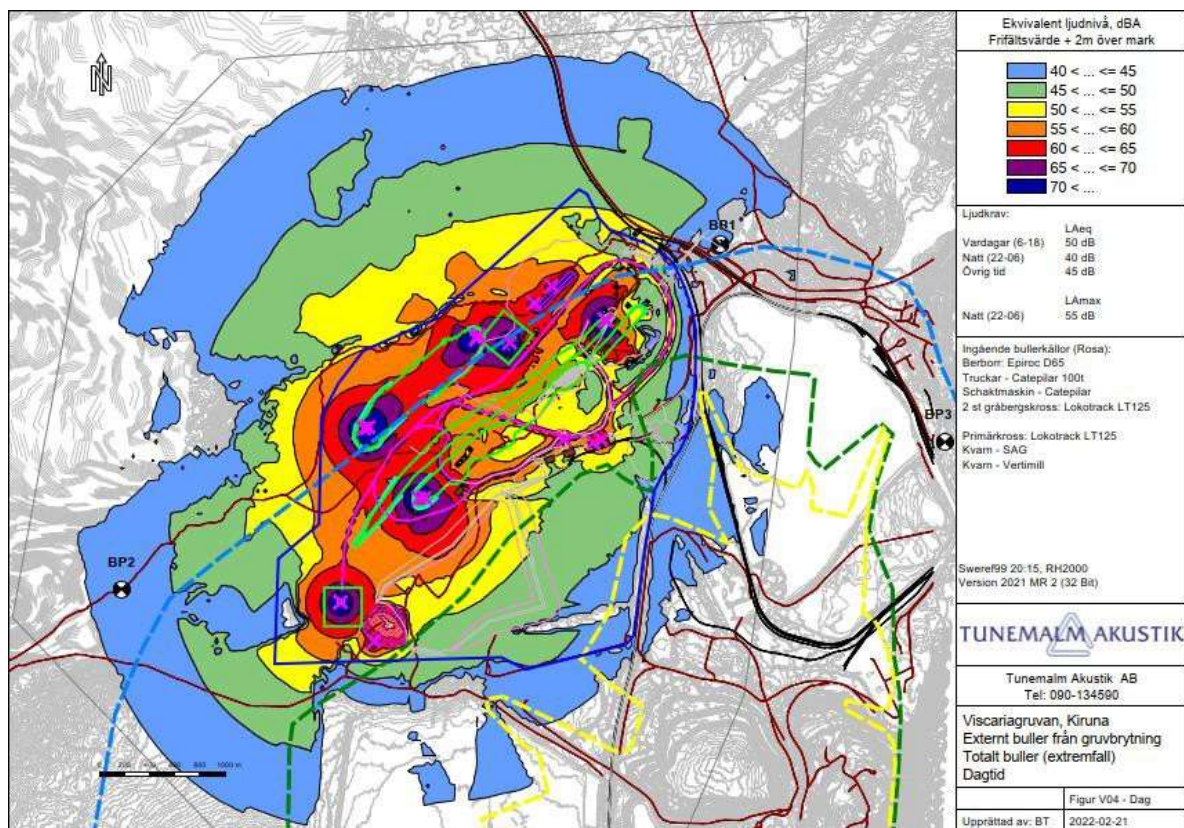 Ekvivalent ljudnivå, dBA
Frifältsvärde + 2m över mark
40 < ... <= 45
45 < ... <= 50
50 < ... <= 55
55 < ... <= 60
60 < ... <= 65
65 < ... <= 70
70 < ...
Ljudkrav:
LAeq
Vardagar (6-18) 50 dB
Natt (22-06) 40 dB
Övrig tid 45 dB
LAmax
Natt (22-06) 55 dB
Ingående bullerkällor (Rosa):
Berborr: Epiroc D65
Truckar - Catepilar 100t
Schaktmaskin - Catepilar
2 st gråbergskross: Lokotrack LT125
Primärkross: Lokotrack LT125
Kvarn - SAG
Kvarn - Vertimill
Sweref99 20:15, RH2000
Version 2021 MR 2 (32 Bit)
TUNEMALM AKUSTIK
Tunemalm Akustik AB
Tel: 090-134590
Viscariagruvan, Kiruna
Externt buller från gruvbrytning
Totalt buller (extremfall)
Dagtid
Figur V04 - Dag
Upprättad av: BT 2022-02-21
N
BP1
BP3
BP2
0 200 400 600 800 1000 m